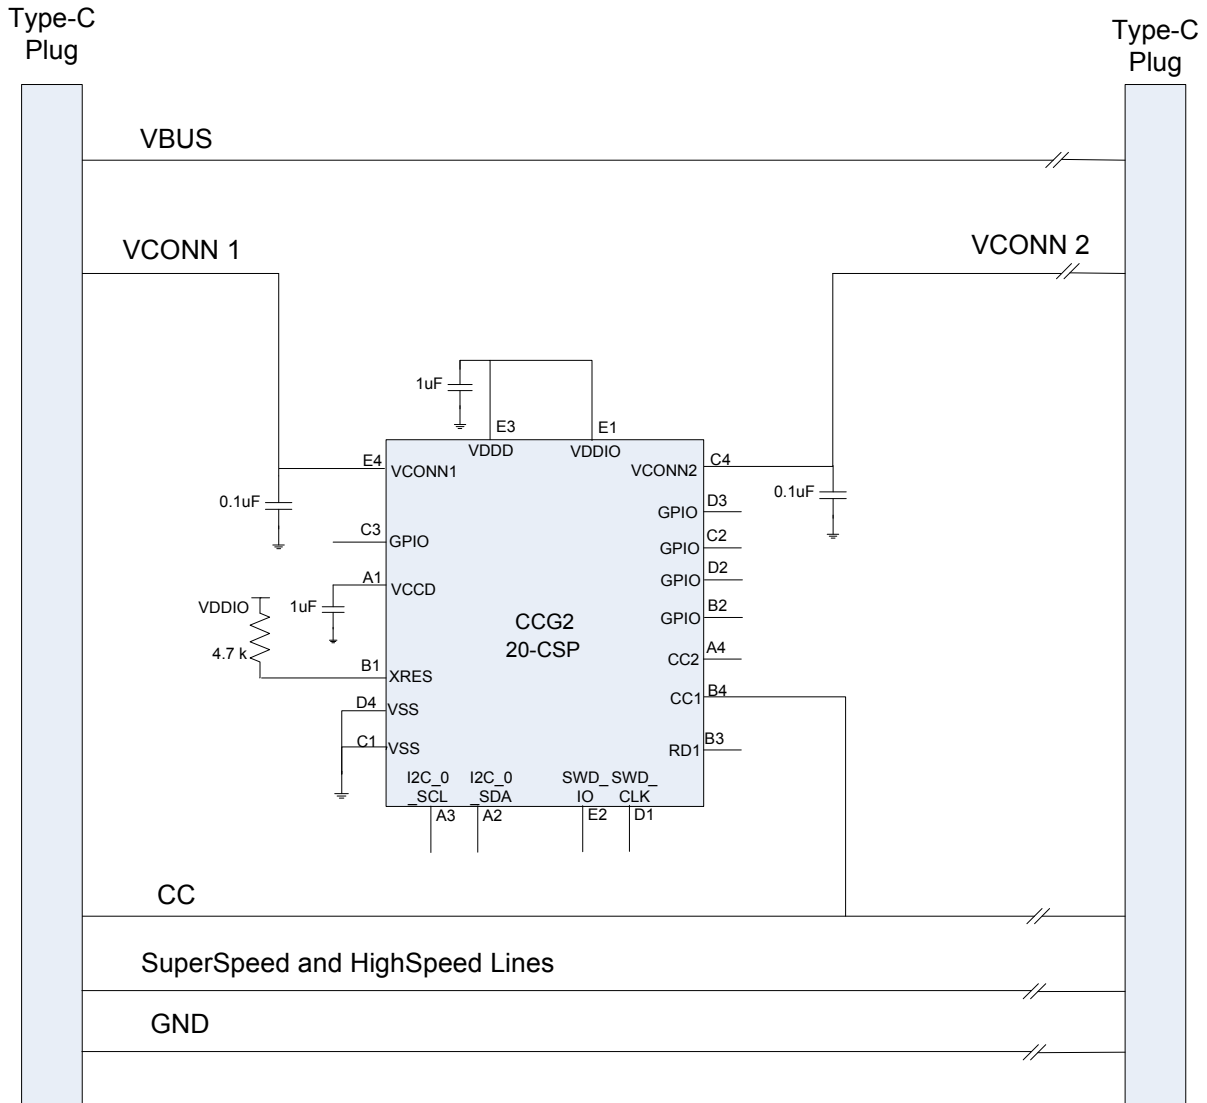 Type-C
Plug
Type-C
Plug
VBUS
VCONN 1
VCONN 2
1uF
E3
E1
VDDD
VDDIO
E4
VCONN1
VCONN2
C4
0.1uF
0.1uF
GPIO
D3
C3
GPIO
GPIO
C2
A1
VCCD
GPIO
D2
VDDIO
1uF
GPIO
B2
4.7 k
CCG2
20-CSP
CC2
A4
B1
XRES
CC1
B4
D4
VSS
C1
VSS
RD1
B3
I2C_0
_SCL
I2C_0
_SDA
SWD_
IO
SWD_
CLK
A3
A2
E2
D1
CC
SuperSpeed and HighSpeed Lines
GND